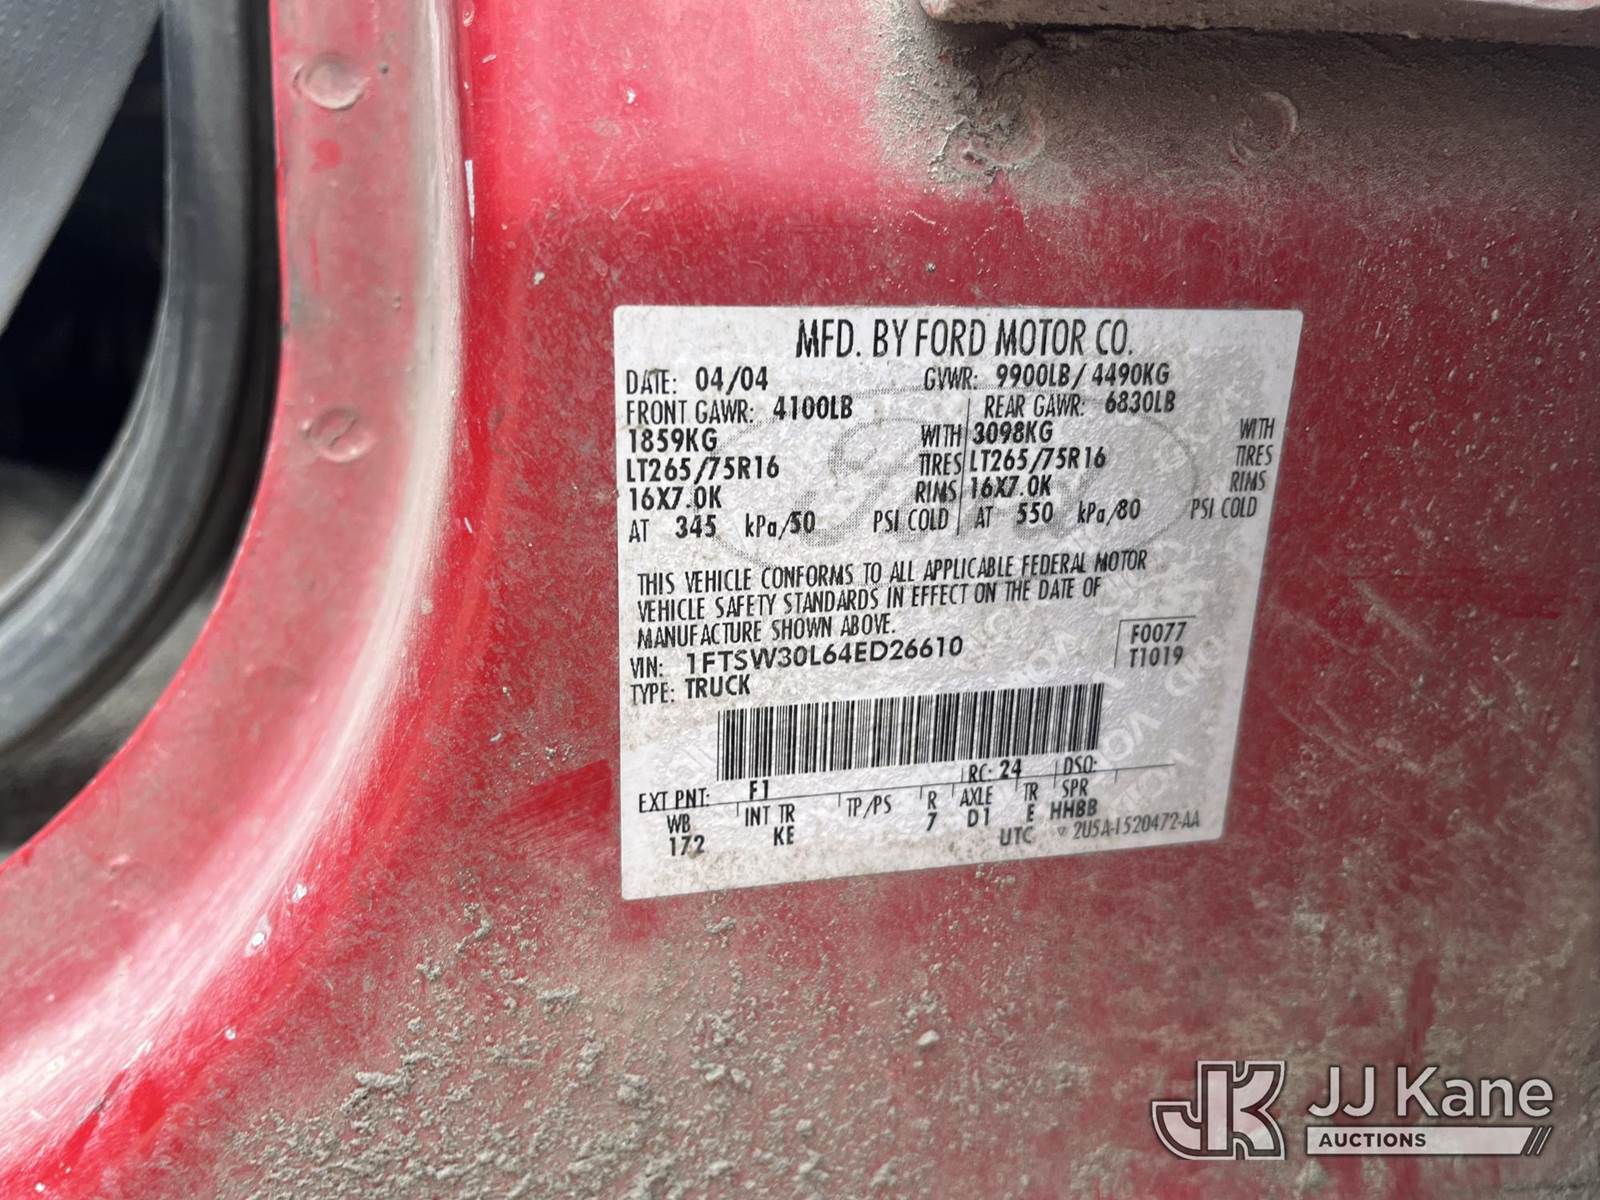 MFD. BY FORD MOTOR CO.
DATE: 04/04 GVWR: 9900LB/ 4490KG
FRONT GAWR: 4100LB REAR GAWR: 6830LB
1859KG WITH 3098KG WITH
LT265/75R16 TIRES LT265/75R16 TIRES
16X7.0K RIMS 16X7.0K RIMS
AT 345 kPa/50 PSI COLD AT 550 kPa/80 PSI COLD
THIS VEHICLE CONFORMS TO ALL APPLICABLE FEDERAL MOTOR
VEHICLE SAFETY STANDARDS IN EFFECT ON THE DATE OF
MANUFACTURE SHOWN ABOVE.
VIN: 1FTSW30L64ED26610
TYPE: TRUCK
F0077
T1019
EXT PNT: F1 RC: 24 DSO:
WB INT TR TP/PS R AXLE TR SPR
172 KE 7 D1 E HHBB
UTC 2U5A-1520472-AA
JK JJ Kane
AUCTIONS